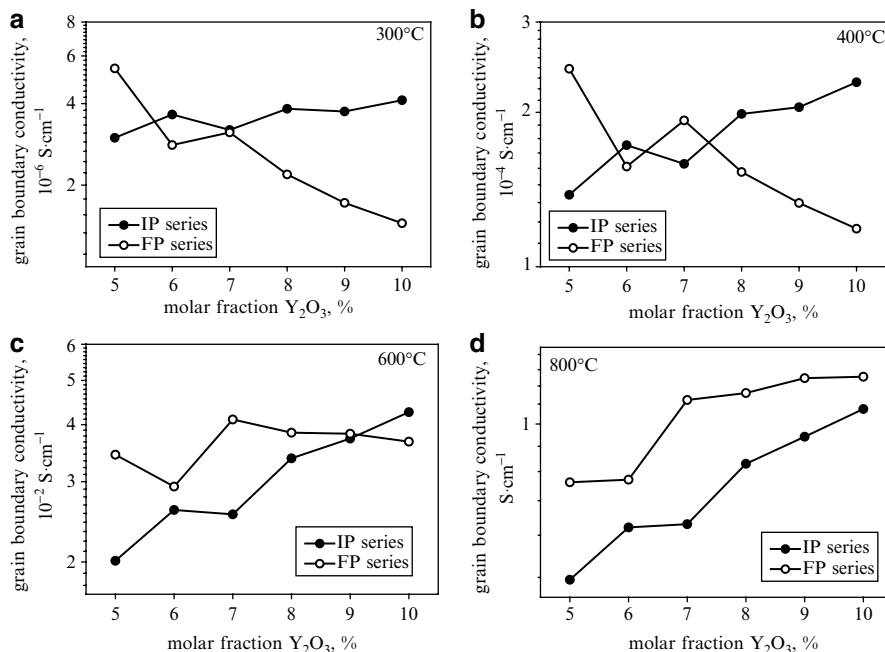 a
300°C
grain boundary conductivity,
10⁻⁶ S·cm⁻¹
8
6
4
2
IP series
FP series
5 6 7 8 9 10
molar fraction Y₂O₃, %
b
400°C
grain boundary conductivity,
10⁻⁴ S·cm⁻¹
3
2
1
IP series
FP series
5 6 7 8 9 10
molar fraction Y₂O₃, %
c
600°C
grain boundary conductivity,
10⁻² S·cm⁻¹
6
5
4
3
2
IP series
FP series
5 6 7 8 9 10
molar fraction Y₂O₃, %
d
800°C
grain boundary conductivity,
S·cm⁻¹
1
IP series
FP series
5 6 7 8 9 10
molar fraction Y₂O₃, %